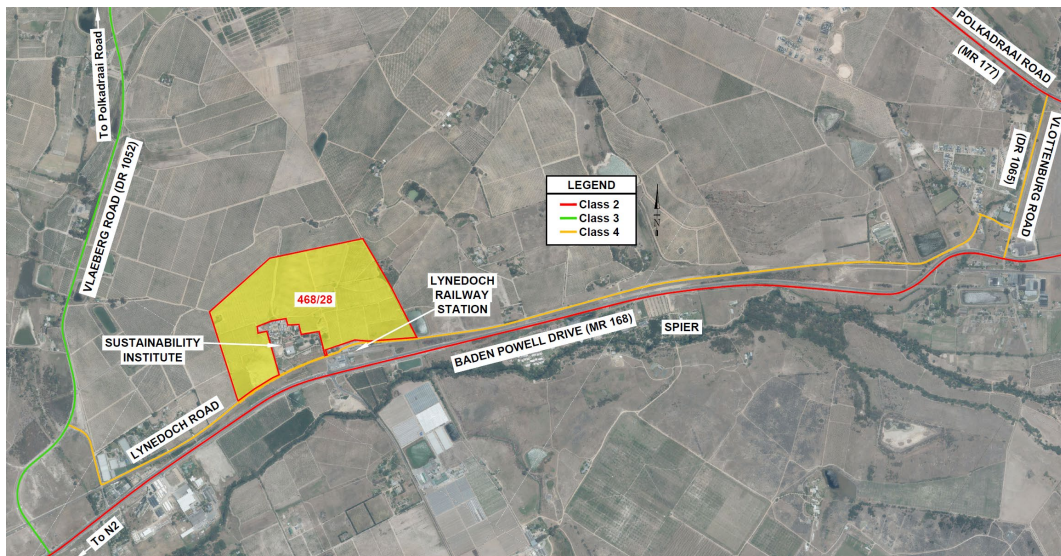 To Polkadraai Road
VLAEBERG ROAD (DR 1052)
POLKADRAAI ROAD
(MR 177)
VLOTTENBURG ROAD
(DR 1065)
LEGEND
Class 2
Class 3
Class 4
468/28
LYNEDOCH
RAILWAY
STATION
SUSTAINABILITY
INSTITUTE
BADEN POWELL DRIVE (MR 168)
SPIER
LYNEDOCH ROAD
To N2